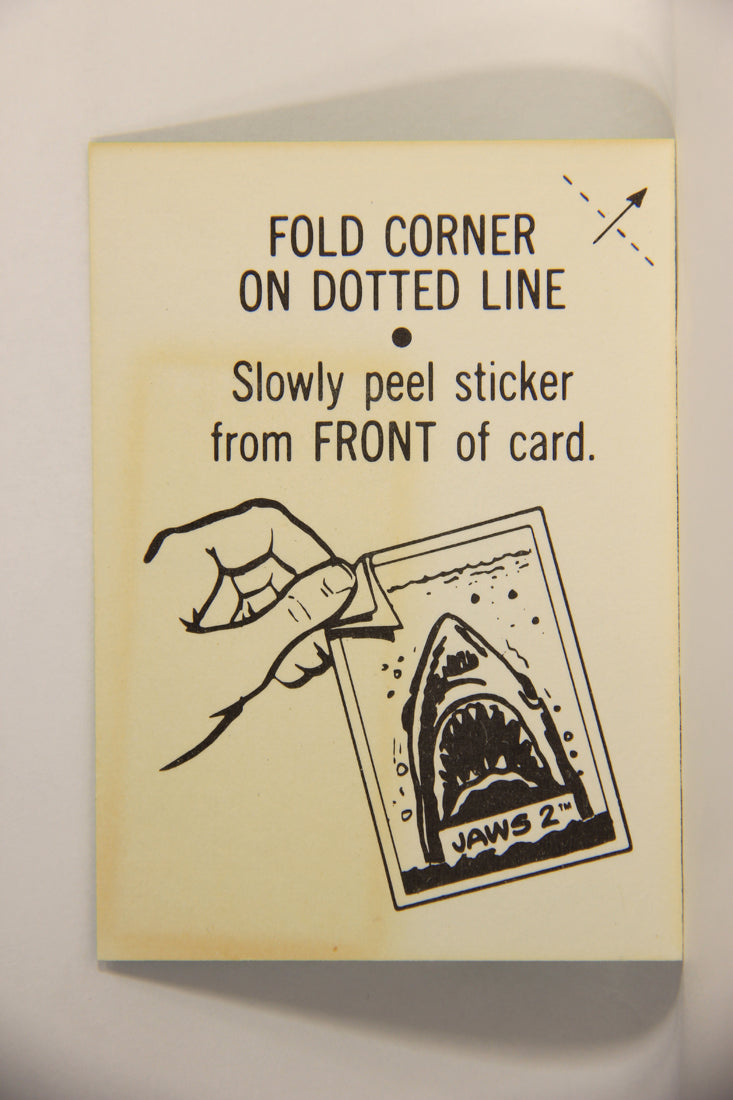 FOLD CORNER
ON DOTTED LINE
●
Slowly peel sticker
from FRONT of card.
JAWS 2™